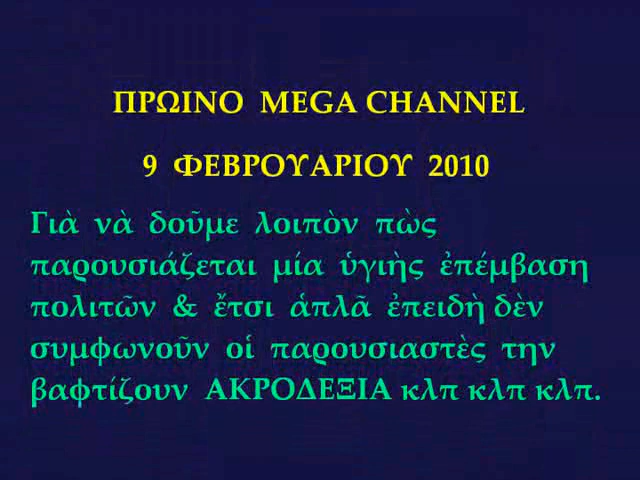 ΠΡΩΙΝΟ MEGA CHANNEL
9 ΦΕΒΡΟΥΑΡΙΟΥ 2010
Γιὰ νὰ δοῦμε λοιπὸν πὼς
παρουσιάζεται μία ὑγιὴς ἐπέμβαση
πολιτῶν & ἔτσι ἁπλᾶ ἐπειδὴ δὲν
συμφωνοῦν οἱ παρουσιαστὲς την
βαφτίζουν ΑΚΡΟΔΕΞΙΑ κλπ κλπ κλπ.